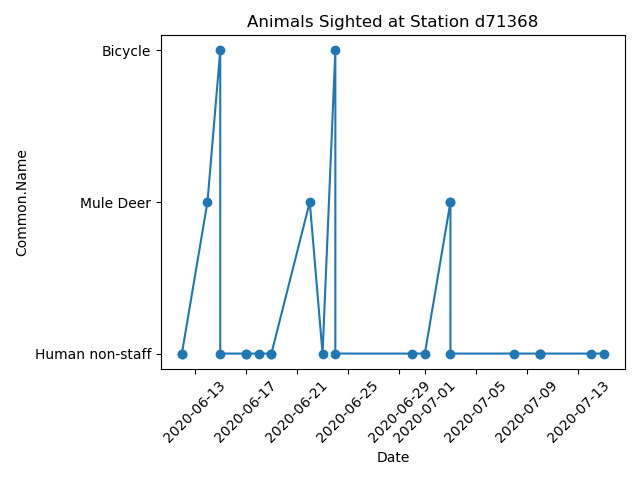 Animals Sighted at Station d71368
Bicycle
Mule Deer
Human non-staff
Common.Name
2020-06-13
2020-06-17
2020-06-21
2020-06-25
2020-06-29
2020-07-01
2020-07-05
2020-07-09
2020-07-13
Date